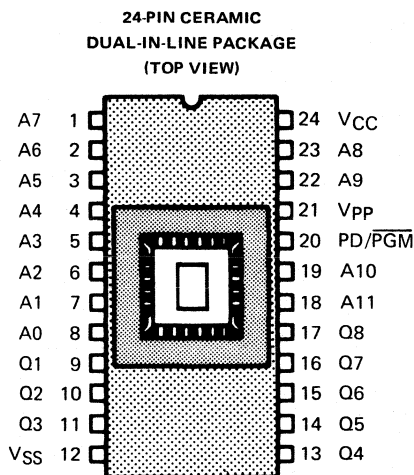 24-PIN CERAMIC
DUAL-IN-LINE PACKAGE
(TOP VIEW)
A7 1 24 VCC
A6 2 23 A8
A5 3 22 A9
A4 4 21 VPP
A3 5 20 PD/PGM
A2 6 19 A10
A1 7 18 A11
A0 8 17 Q8
Q1 9 16 Q7
Q2 10 15 Q6
Q3 11 14 Q5
VSS 12 13 Q4